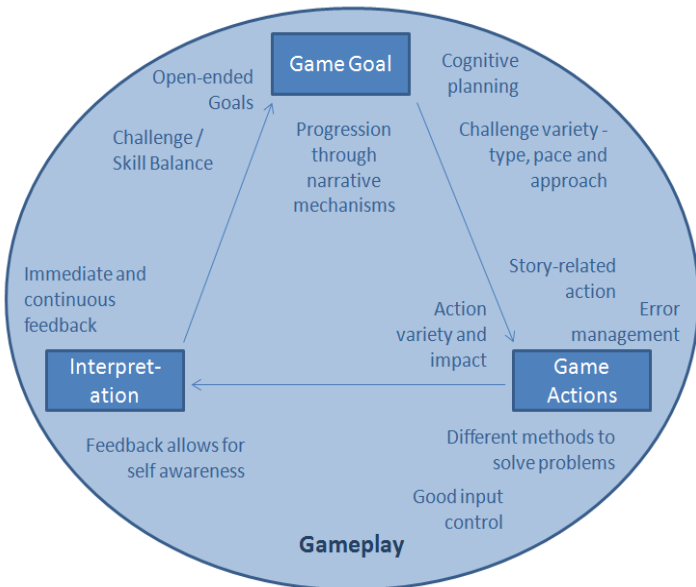 Game Goal
Open-ended
Goals
Cognitive
planning
Challenge /
Skill Balance
Progression
through
narrative
mechanisms
Challenge variety -
type, pace and
approach
Immediate and
continuous
feedback
Story-related
action
Action
variety and
impact
Error
management
Interpret-
ation
Game
Actions
Feedback allows for
self awareness
Different methods to
solve problems
Good input
control
Gameplay